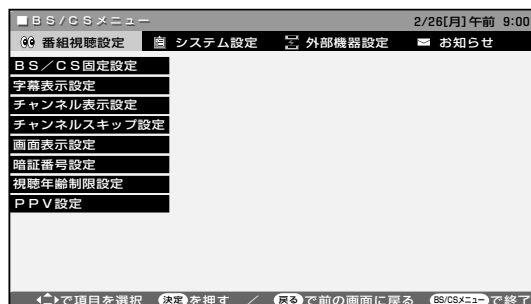 ■BS/CSメニュー 2/26[月]午前 9:00
番組視聴設定 システム設定 外部機器設定 お知らせ
BS/CS固定設定
字幕表示設定
チャンネル表示設定
チャンネルスキップ設定
画面表示設定
暗証番号設定
視聴年齢制限設定
PPV設定
で項目を選択 決定を押す / 戻るで前の画面に戻る BS/CSメニューで終了